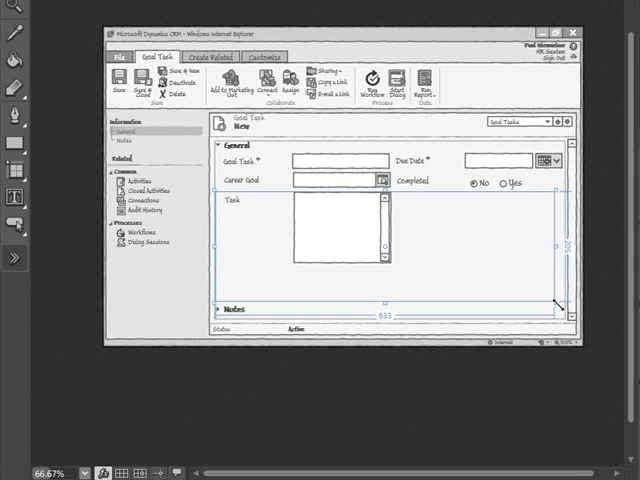 Microsoft Dynamics CRM - Windows Internet Explorer
File
Goal Task
Create Related
Customize
Sign Out
Save
Save & Close
Save & New
Deactivate
Delete
Save
Add to Marketing List
Connect
Assign
Sharing
Copy a Link
E-mail a Link
Collaborate
Run Workflow
Start Dialog
Process
Run Report
Data
Information
General
Notes
Related
Common
Activities
Closed Activities
Connections
Audit History
Processes
Workflows
Dialog Sessions
Goal Task
New
Goal Tasks
General
Goal Task *
Due Date *
Career Goal
Completed
No
Yes
Task
205
Notes
633
Status
Active
Internet
100%
66.67%